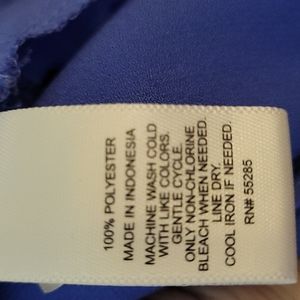 100% POLYESTER
MADE IN INDONESIA
MACHINE WASH COLD
WITH LIKE COLORS.
GENTLE CYCLE.
ONLY NON-CHLORINE
BLEACH WHEN NEEDED.
LINE DRY.
COOL IRON IF NEEDED.
RN# 55285